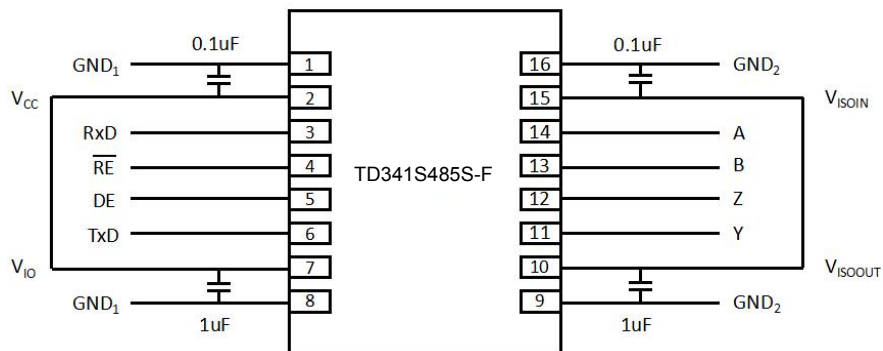 0.1uF 0.1uF
GND1 1 16 GND2
VCC 2 15 VISOIN
RxD 3 14 A
RE 4 13 B
TD341S485S-F
DE 5 12 Z
TxD 6 11 Y
VIO 7 10 VISOOUT
GND1 8 9 GND2
1uF 1uF